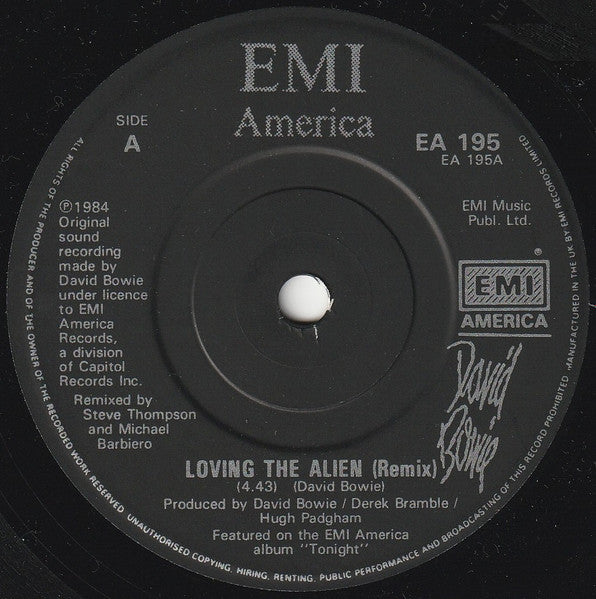 EMI
America
SIDE
A
EA 195
EA 195A
℗1984
Original
sound
recording
made by
David Bowie
under licence
to EMI
America
Records,
a division
of Capitol
Records Inc.
Remixed by
Steve Thompson
and Michael
Barbiero
EMI Music
Publ. Ltd.
EMI
®
AMERICA
David
Bowie
LOVING THE ALIEN (Remix)
(4.43) (David Bowie)
Produced by David Bowie / Derek Bramble /
Hugh Padgham
Featured on the EMI America
album "Tonight"
ALL RIGHTS OF THE PRODUCER AND OF THE OWNER OF THE RECORDED WORK RESERVED UNAUTHORISED COPYING, HIRING, RENTING, PUBLIC PERFORMANCE AND BROADCASTING OF THIS RECORD PROHIBITED. MANUFACTURED IN THE UK BY EMI RECORDS LIMITED